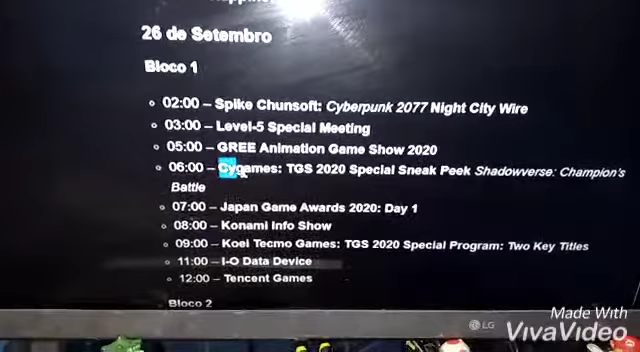 26 de Setembro
Bloco 1
02:00 – Spike Chunsoft: Cyberpunk 2077 Night City Wire
03:00 – Level-5 Special Meeting
05:00 – GREE Animation Game Show 2020
06:00 – Cygames: TGS 2020 Special Sneak Peek Shadowverse: Champion's
Battle
07:00 – Japan Game Awards 2020: Day 1
08:00 – Konami Info Show
09:00 – Koei Tecmo Games: TGS 2020 Special Program: Two Key Titles
11:00 – I-O Data Device
12:00 – Tencent Games
Bloco 2
LG
Made With
VivaVideo